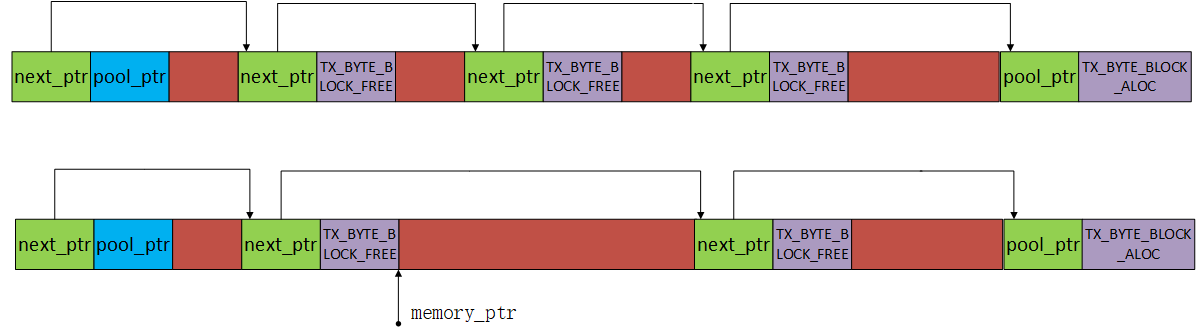 next_ptr pool_ptr next_ptr TX_BYTE_B next_ptr TX_BYTE_B next_ptr TX_BYTE_B pool_ptr TX_BYTE_BLOCK
LOCK_FREE LOCK_FREE LOCK_FREE _ALOC
next_ptr pool_ptr next_ptr TX_BYTE_B next_ptr TX_BYTE_B pool_ptr TX_BYTE_BLOCK
LOCK_FREE LOCK_FREE _ALOC
memory_ptr